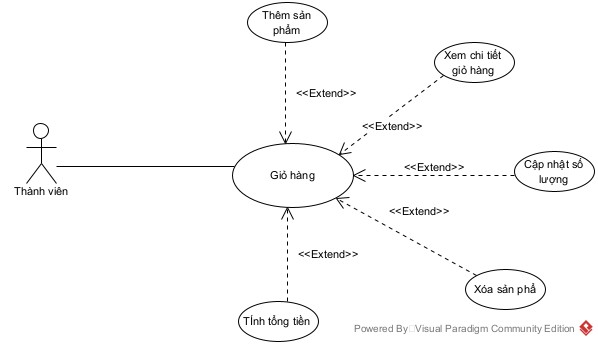 Thêm sản
phẩm
Xem chi tiết
giỏ hàng
<<Extend>>
<<Extend>>
Thành viên
Giỏ hàng
<<Extend>>
Cập nhật số
lượng
<<Extend>>
<<Extend>>
Xóa sản phẩ
TÍnh tổng tiền
Powered By Visual Paradigm Community Edition